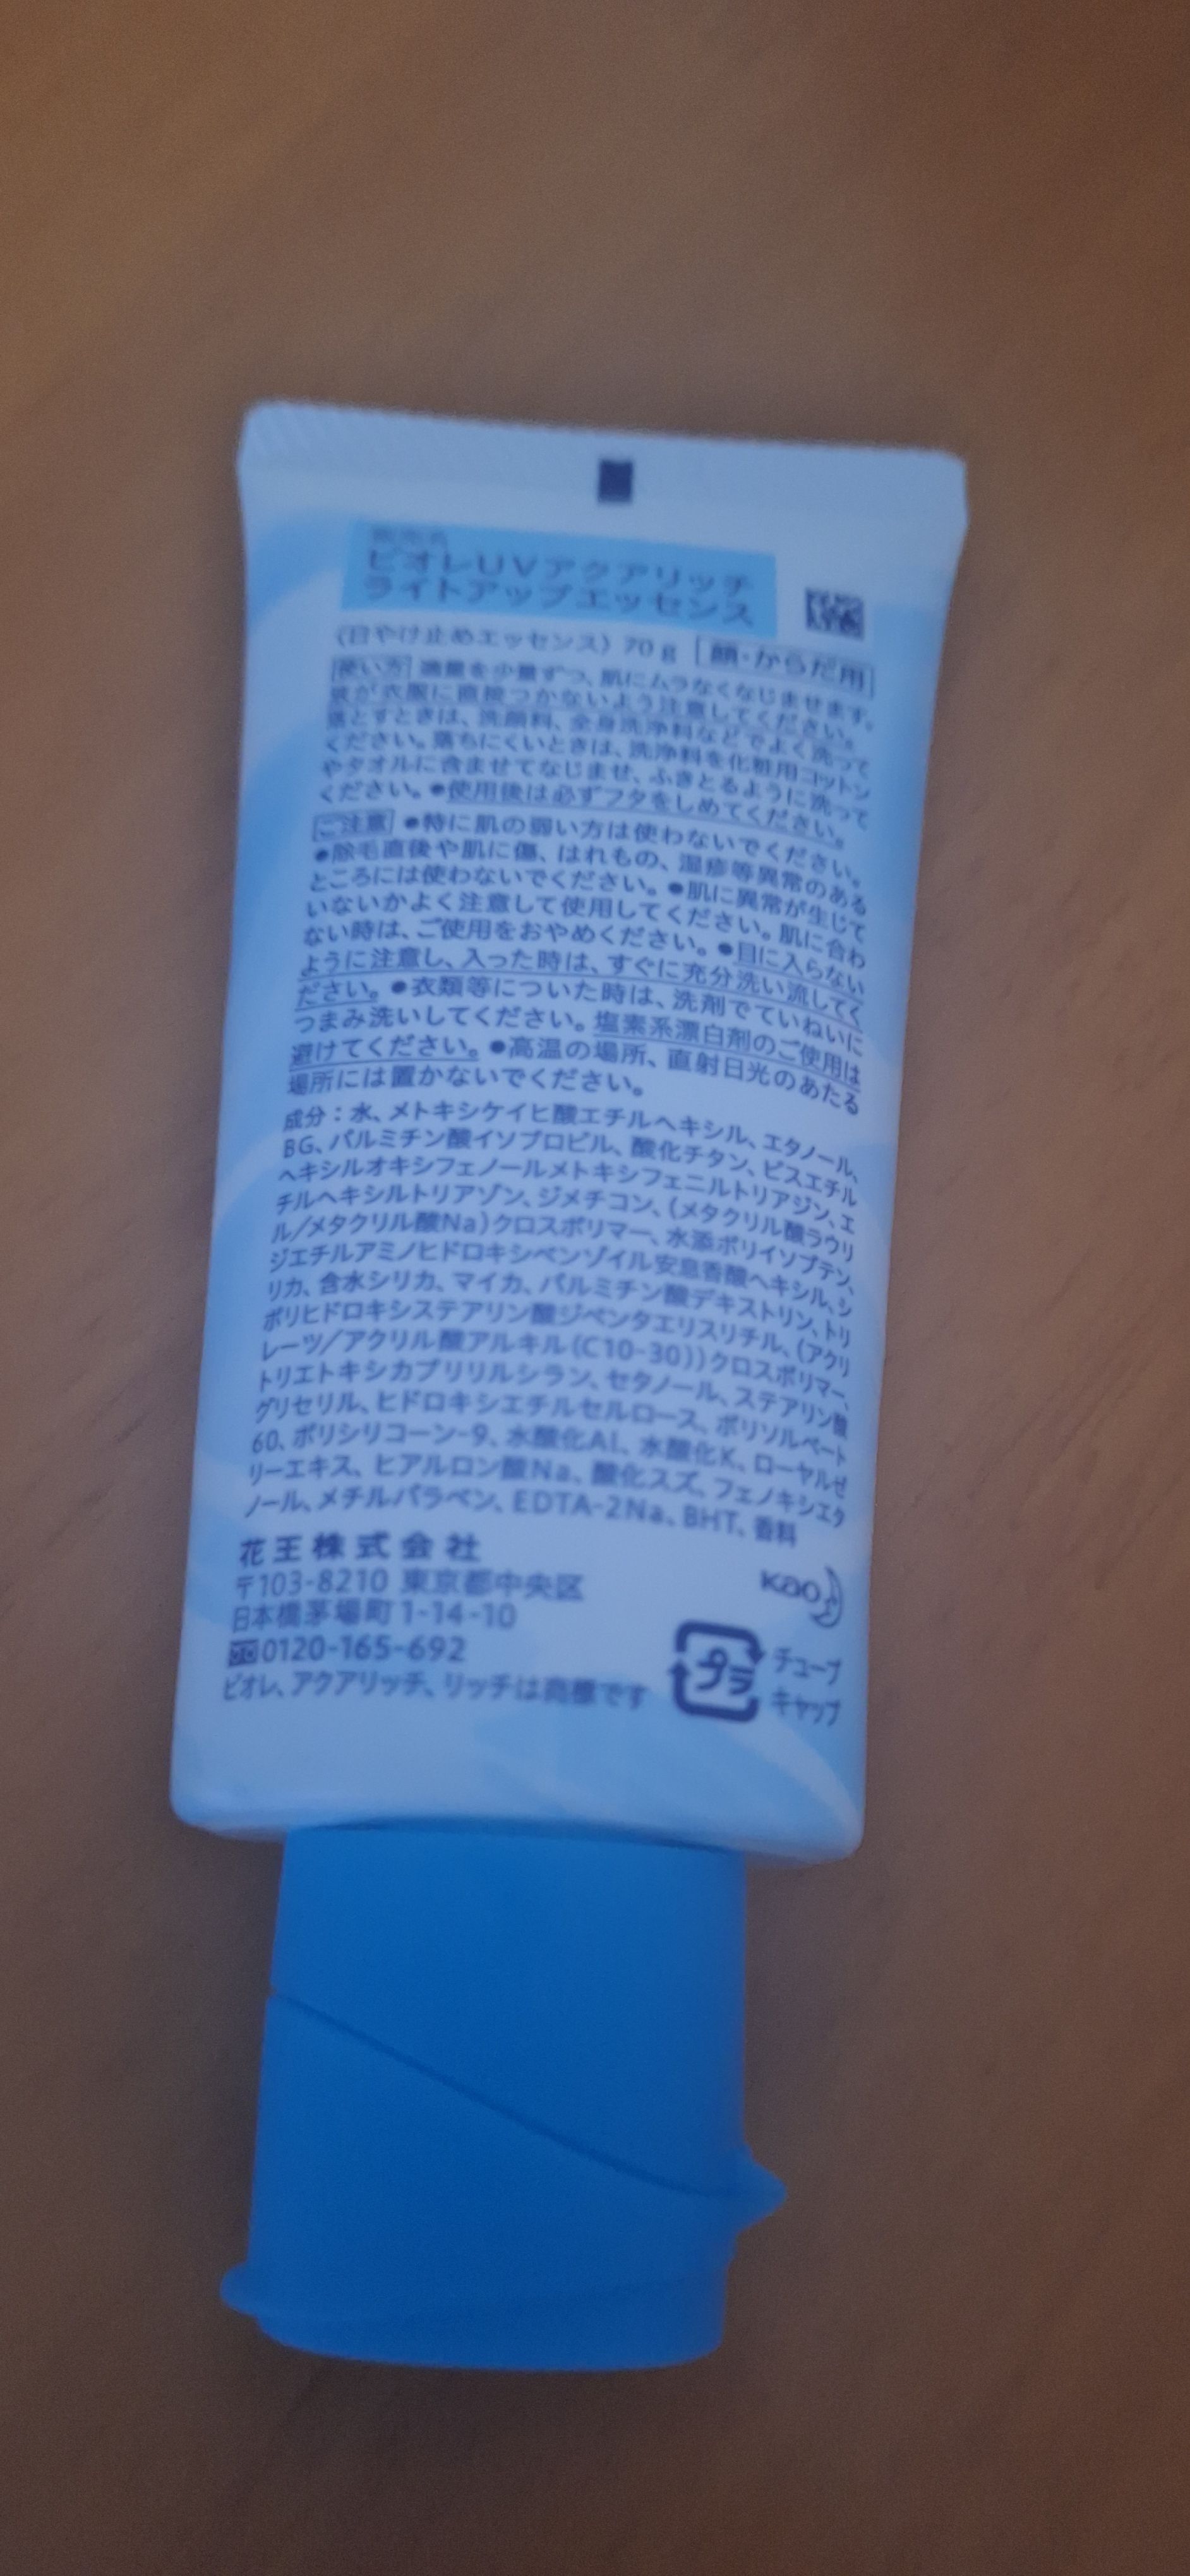 ビオレUVアクアリッチ
ライトアップエッセンス
〈日やけ止めエッセンス〉 70g 顔・からだ用
使い方 適量を少量ずつ、肌にムラなくなじませます。
液が衣服に直接つかないよう注意してください。
落とすときは、洗顔料、全身洗浄料などでよく洗って
ください。落ちにくいときは、洗浄料を化粧用コットン
やタオルに含ませてなじませ、ふきとるように洗って
ください。●使用後は必ずフタをしめてください。
ご注意 ●特に肌の弱い方は使わないでください。
●除毛直後や肌に傷、はれもの、湿疹等異常のある
ところには使わないでください。●肌に異常が生じて
いないかよく注意して使用してください。肌に合わ
ない時は、ご使用をおやめください。●目に入らない
ように注意し、入った時は、すぐに充分洗い流してく
ださい。●衣類等についた時は、洗剤でていねいに
つまみ洗いしてください。塩素系漂白剤のご使用は
避けてください。●高温の場所、直射日光のあたる
場所には置かないでください。
成分：水、メトキシケイヒ酸エチルヘキシル、エタノール、
BG、パルミチン酸イソプロピル、酸化チタン、ビスエチル
ヘキシルオキシフェノールメトキシフェニルトリアジン、エ
チルヘキシルトリアゾン、ジメチコン、(メタクリル酸ラウリ
ル/メタクリル酸Na)クロスポリマー、水添ポリイソブテン、
ジエチルアミノヒドロキシベンゾイル安息香酸ヘキシル、シ
リカ、含水シリカ、マイカ、パルミチン酸デキストリン、トリ
ポリヒドロキシステアリン酸ジペンタエリスリチル、(アクリ
レーツ/アクリル酸アルキル(C10-30))クロスポリマー、
トリエトキシカプリリルシラン、セタノール、ステアリン酸
グリセリル、ヒドロキシエチルセルロース、ポリソルベート
60、ポリシリコーン-9、水酸化Al、水酸化K、ローヤルゼ
リーエキス、ヒアルロン酸Na、酸化スズ、フェノキシエタ
ノール、メチルパラベン、EDTA-2Na、BHT、香料
花王株式会社
〒103-8210 東京都中央区
日本橋茅場町1-14-10
0120-165-692
ビオレ、アクアリッチ、リッチは商標です
Kao
プラ チューブ
キャップ